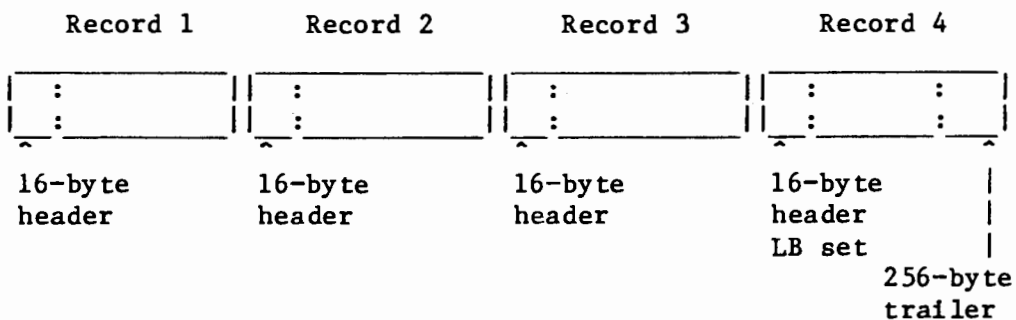 Record 1 Record 2 Record 3 Record 4
16-byte 16-byte 16-byte 16-byte
header header header header
LB set
256-byte
trailer